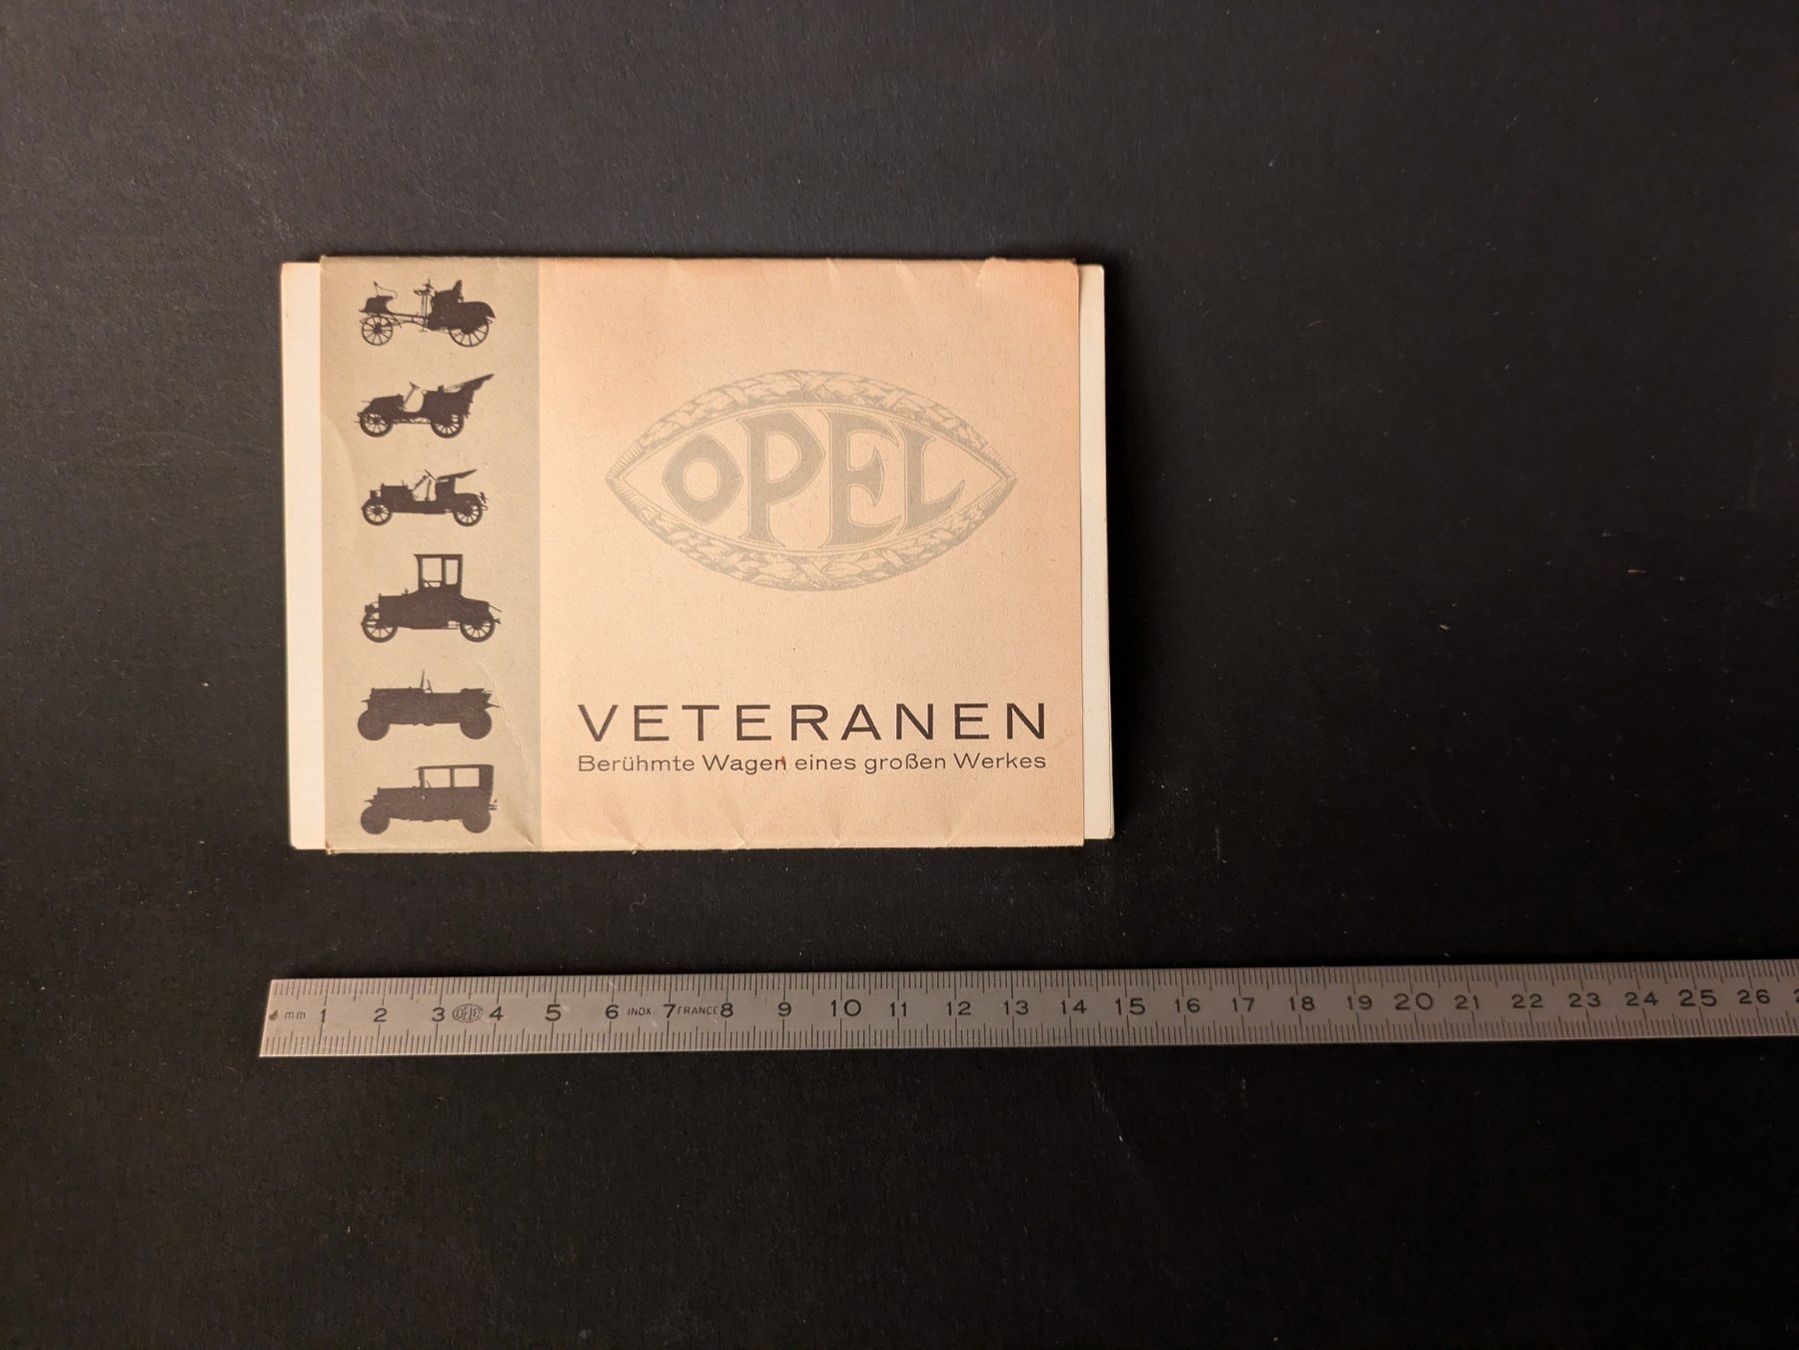 OPEL
VETERANEN
Berühmte Wagen eines großen Werkes
mm 1 2 3 4 5 6 INOX 7 FRANCE 8 9 10 11 12 13 14 15 16 17 18 19 20 21 22 23 24 25 26